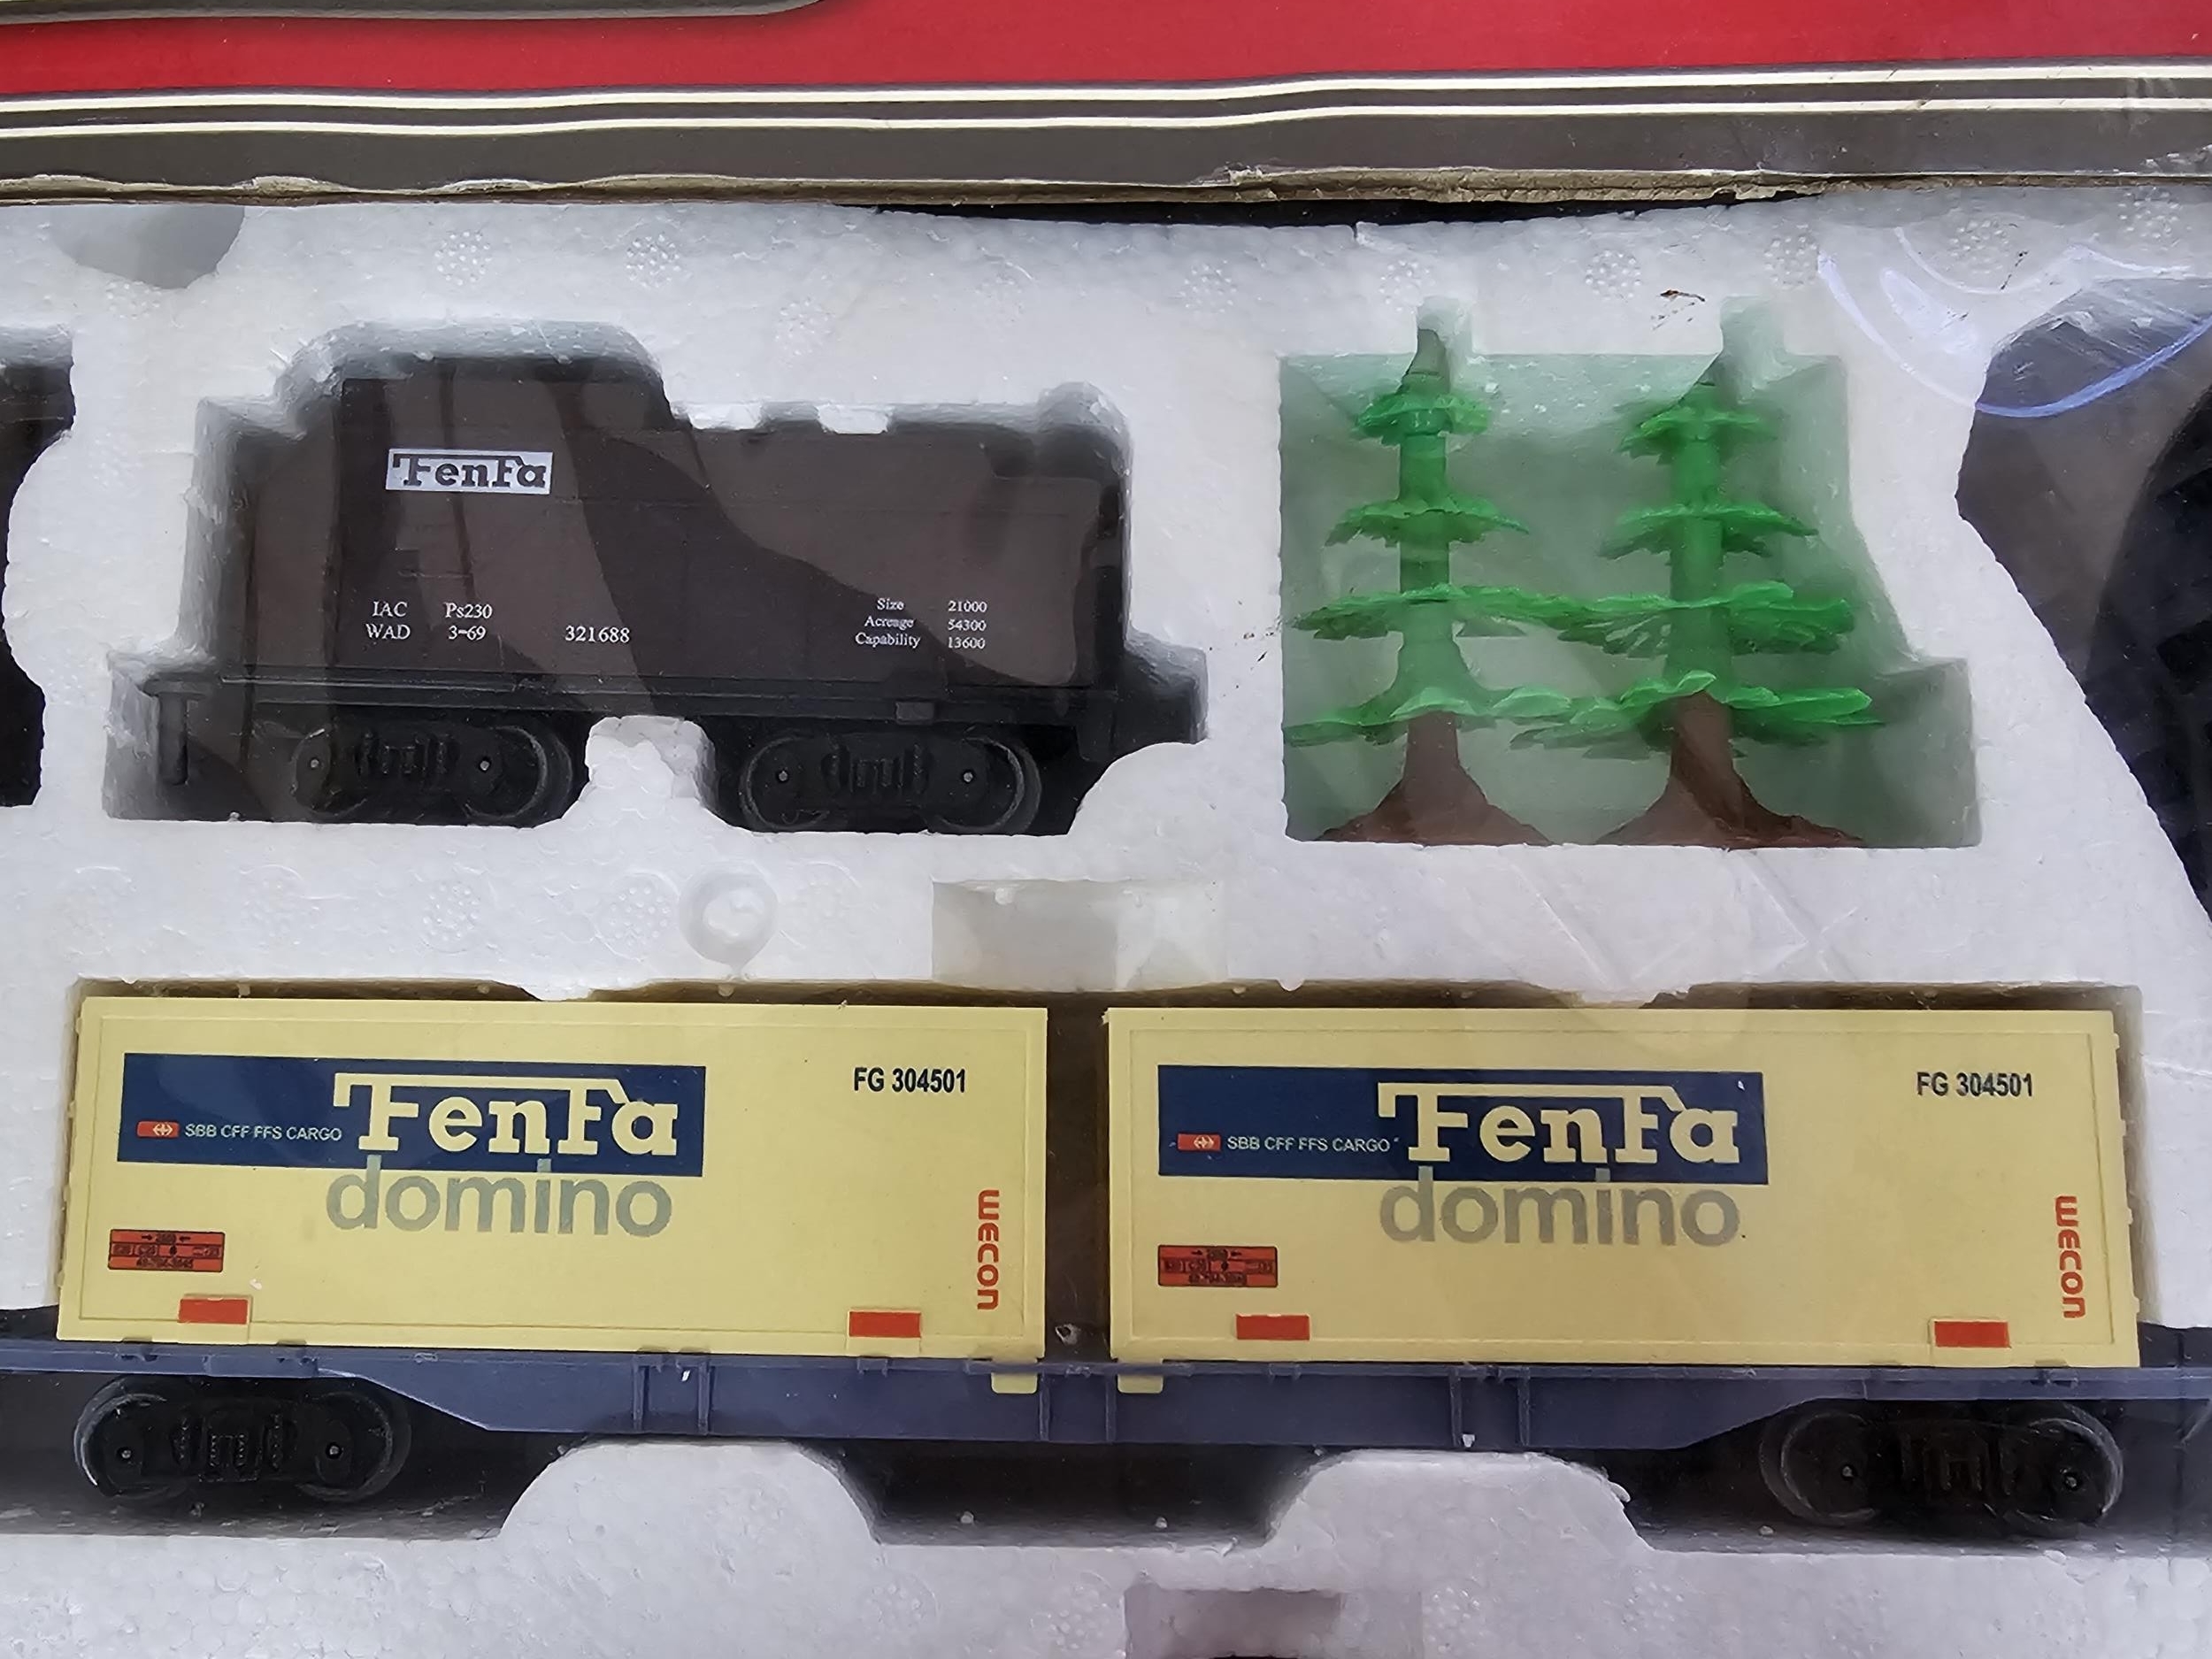 FenFa
IAC Ps230
WAD 3=69
321688
Size 21000
Acreage 54300
Capability 13600
SBB CFF FFS CARGO
FenFa
domino
FG 304501
wecon
SBB CFF FFS CARGO
FenFa
domino
FG 304501
wecon